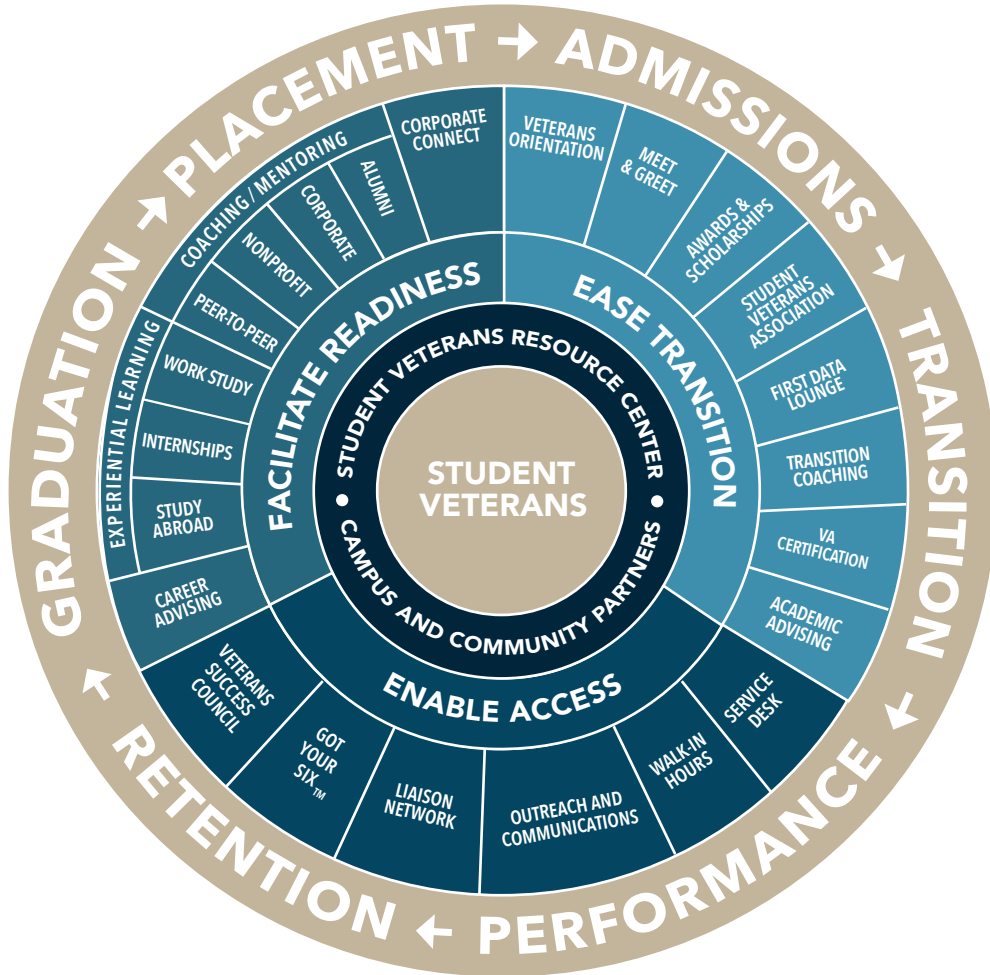 PLACEMENT → ADMISSIONS → TRANSITION → PERFORMANCE → RETENTION → GRADUATION →
EASE TRANSITION
VETERANS
ORIENTATION
MEET
& GREET
AWARDS &
SCHOLARSHIPS
STUDENT
VETERANS
ASSOCIATION
FIRST DATA
LOUNGE
TRANSITION
COACHING
VA
CERTIFICATION
ACADEMIC
ADVISING
ENABLE ACCESS
SERVICE
DESK
WALK-IN
HOURS
OUTREACH AND
COMMUNICATIONS
LIAISON
NETWORK
GOT
YOUR
SIX™
VETERANS
SUCCESS
COUNCIL
FACILITATE READINESS
CAREER
ADVISING
EXPERIENTIAL LEARNING
STUDY
ABROAD
INTERNSHIPS
WORK STUDY
COACHING / MENTORING
PEER-TO-PEER
NONPROFIT
CORPORATE
ALUMNI
CORPORATE
CONNECT
STUDENT VETERANS RESOURCE CENTER
• CAMPUS AND COMMUNITY PARTNERS •
STUDENT
VETERANS